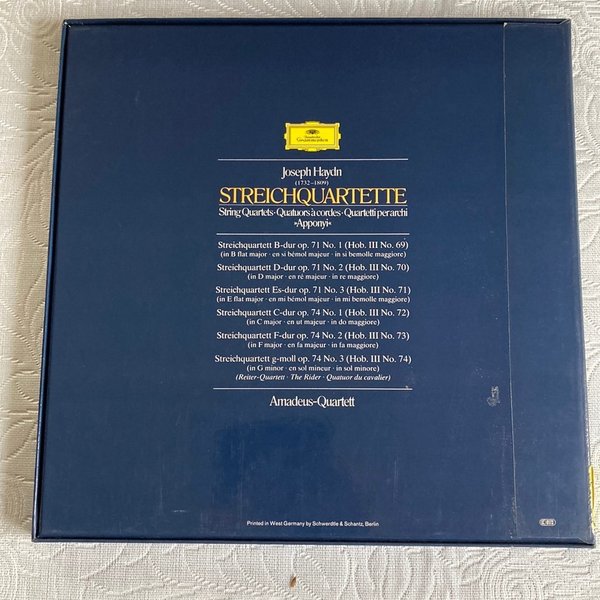 Deutsche
Grammophon
Joseph Haydn
(1732–1809)
STREICHQUARTETTE
String Quartets · Quatuors à cordes · Quartetti per archi
»Apponyi«
Streichquartett B-dur op. 71 No. 1 (Hob. III No. 69)
(in B flat major · en si bémol majeur · in si bemolle maggiore)
Streichquartett D-dur op. 71 No. 2 (Hob. III No. 70)
(in D major · en ré majeur · in re maggiore)
Streichquartett Es-dur op. 71 No. 3 (Hob. III No. 71)
(in E flat major · en mi bémol majeur · in mi bemolle maggiore)
Streichquartett C-dur op. 74 No. 1 (Hob. III No. 72)
(in C major · en ut majeur · in do maggiore)
Streichquartett F-dur op. 74 No. 2 (Hob. III No. 73)
(in F major · en fa majeur · in fa maggiore)
Streichquartett g-moll op. 74 No. 3 (Hob. III No. 74)
(in G minor · en sol mineur · in sol minore)
(Reiter-Quartett · The Rider · Quatuor du cavalier)
Amadeus-Quartett
Printed in West Germany by Schwerdtle & Schantz, Berlin